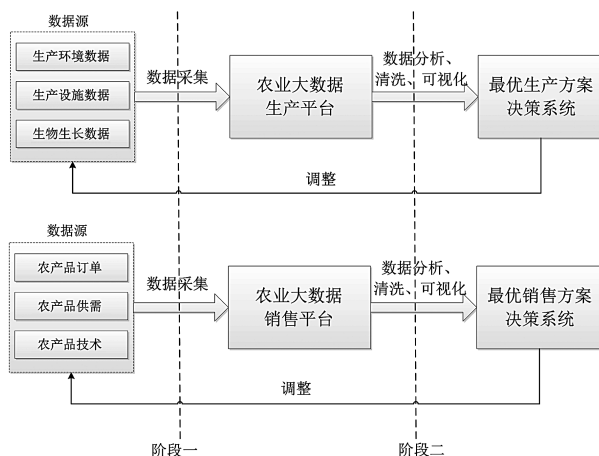 数据源
生产环境数据
生产设施数据
生物生长数据
数据采集
农业大数据
生产平台
数据分析、
清洗、可视化
最优生产方案
决策系统
调整
数据源
农产品订单
农产品供需
农产品技术
数据采集
农业大数据
销售平台
数据分析、
清洗、可视化
最优销售方案
决策系统
调整
阶段一
阶段二